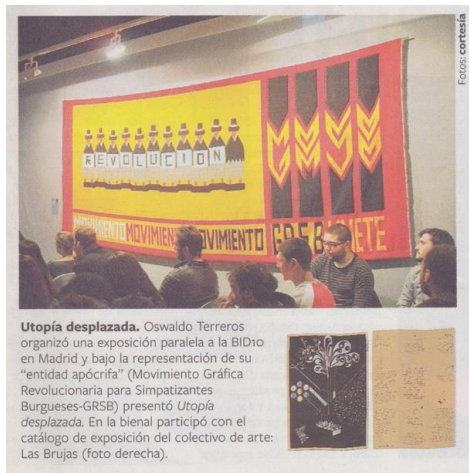 Fotos: cortesía
REVOLUCION
MOVIMIENTO MOVIMIENTO GRSB UNETE
Utopía desplazada. Oswaldo Terreros
organizó una exposición paralela a la BID10
en Madrid y bajo la representación de su
“entidad apócrifa” (Movimiento Gráfica
Revolucionaria para Simpatizantes
Burgueses-GRSB) presentó Utopía
desplazada. En la bienal participó con el
catálogo de exposición del colectivo de arte:
Las Brujas (foto derecha).